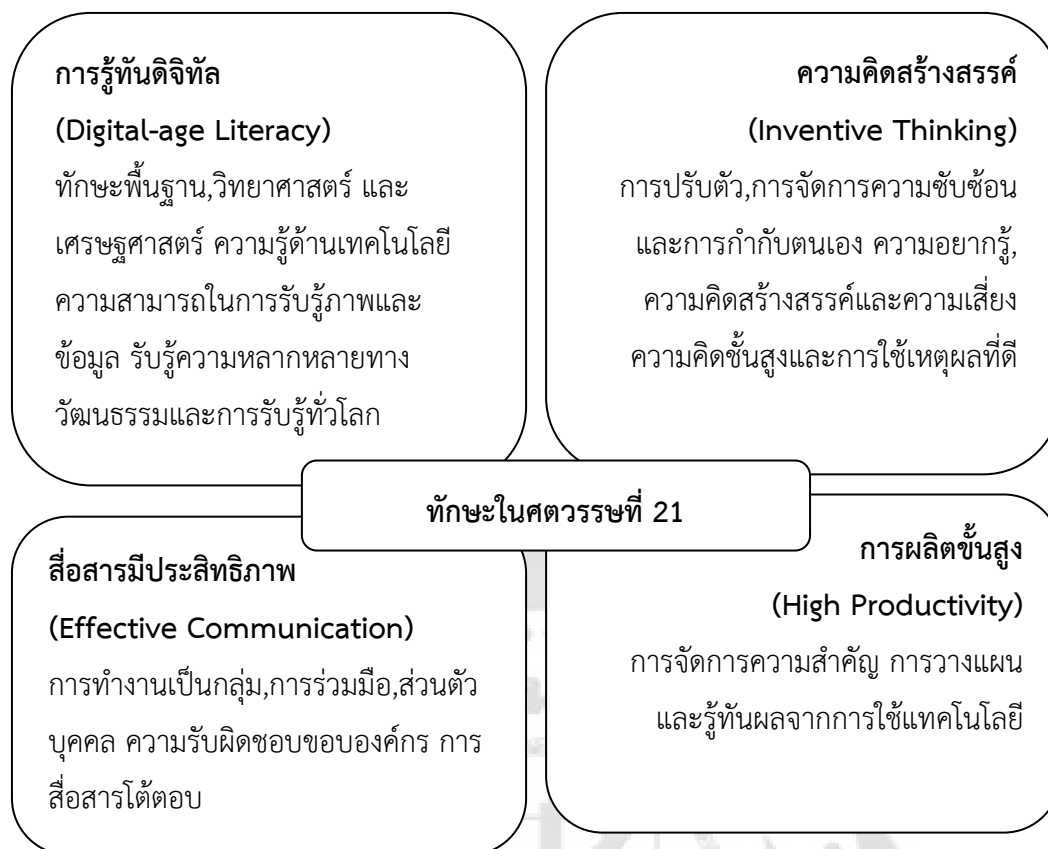 การรู้ทันดิจิทัล
(Digital-age Literacy)
ทักษะพื้นฐาน,วิทยาศาสตร์ และ
เศรษฐศาสตร์ ความรู้ด้านเทคโนโลยี
ความสามารถในการรับรู้ภาพและ
ข้อมูล รับรู้ความหลากหลายทาง
วัฒนธรรมและการรับรู้ทั่วโลก
ความคิดสร้างสรรค์
(Inventive Thinking)
การปรับตัว,การจัดการความซับซ้อน
และการกำกับตนเอง ความอยากรู้,
ความคิดสร้างสรรค์และความเสี่ยง
ความคิดชั้นสูงและการใช้เหตุผลที่ดี
ทักษะในศตวรรษที่ 21
สื่อสารมีประสิทธิภาพ
(Effective Communication)
การทำงานเป็นกลุ่ม,การร่วมมือ,ส่วนตัว
บุคคล ความรับผิดชอบขอบองค์กร การ
สื่อสารโต้ตอบ
การผลิตขั้นสูง
(High Productivity)
การจัดการความสำคัญ การวางแผน
และรู้ทันผลจากการใช้แทคโนโลยี